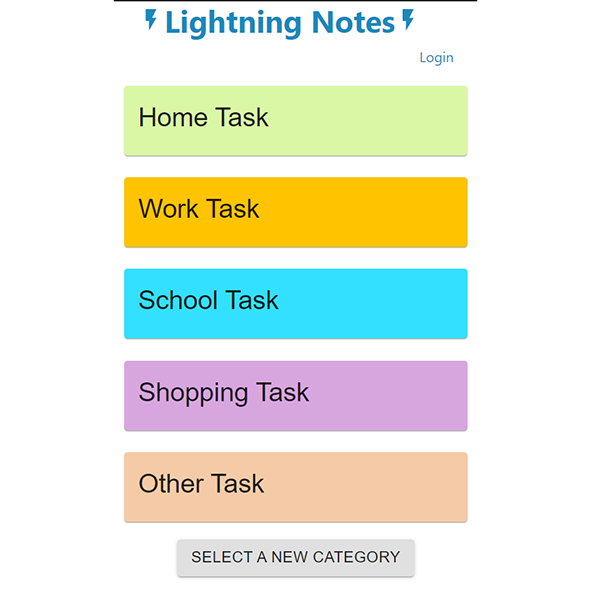 Lightning Notes
Login
Home Task
Work Task
School Task
Shopping Task
Other Task
SELECT A NEW CATEGORY